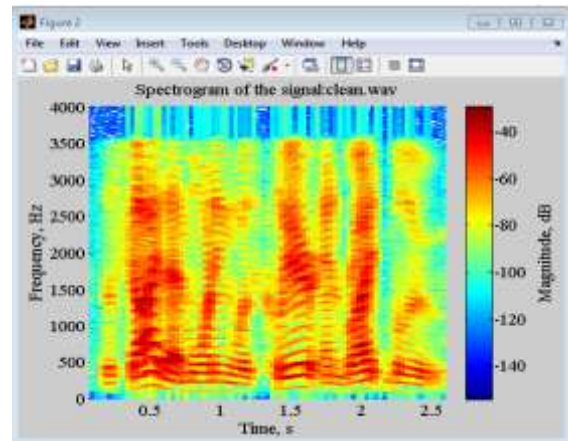 Figure 2
File Edit View Insert Tools Desktop Window Help
Spectrogram of the signal:clean.wav
4000
3500
3000
2500
2000
1500
1000
500
0
Frequency, Hz
0.5 1 1.5 2 2.5
Time, s
-40
-60
-80
-100
-120
-140
Magnitude, dB